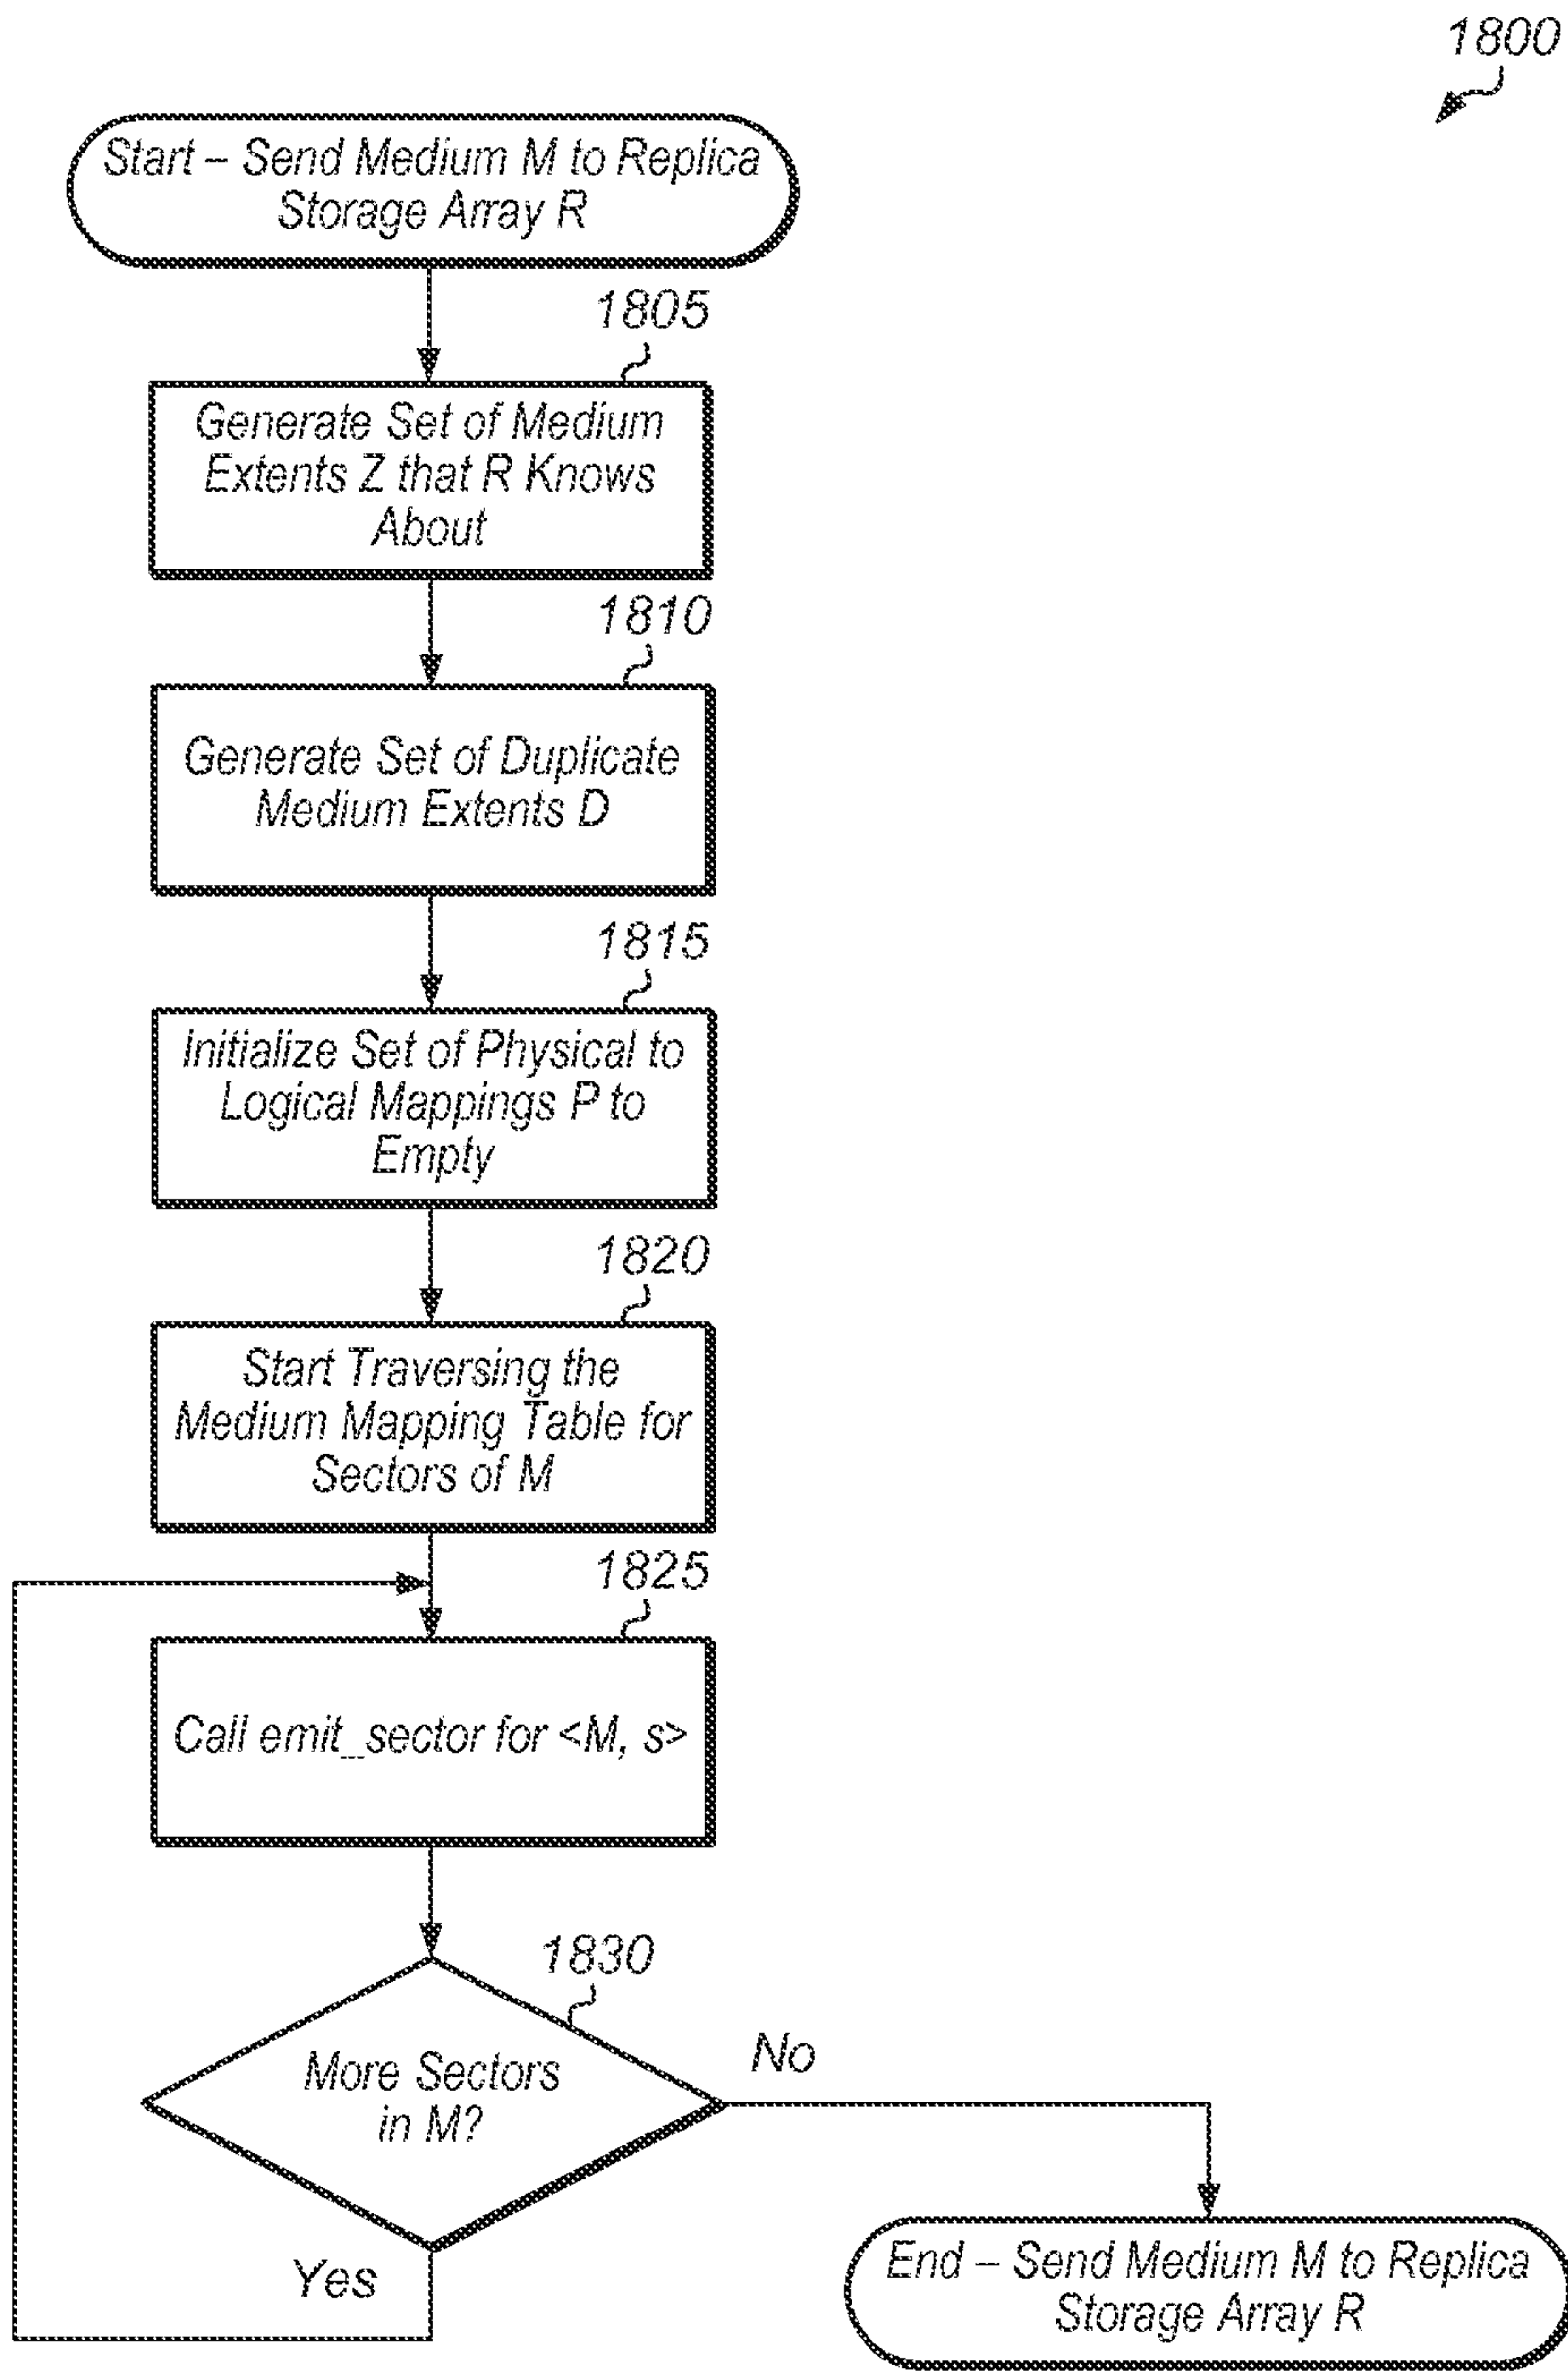 1800
Start – Send Medium M to Replica
Storage Array R
1805
Generate Set of Medium
Extents Z that R Knows
About
1810
Generate Set of Duplicate
Medium Extents D
1815
Initialize Set of Physical to
Logical Mappings P to
Empty
1820
Start Traversing the
Medium Mapping Table for
Sectors of M
1825
Call emit_sector for <M, s>
1830
More Sectors
in M?
No
Yes
End – Send Medium M to Replica
Storage Array R